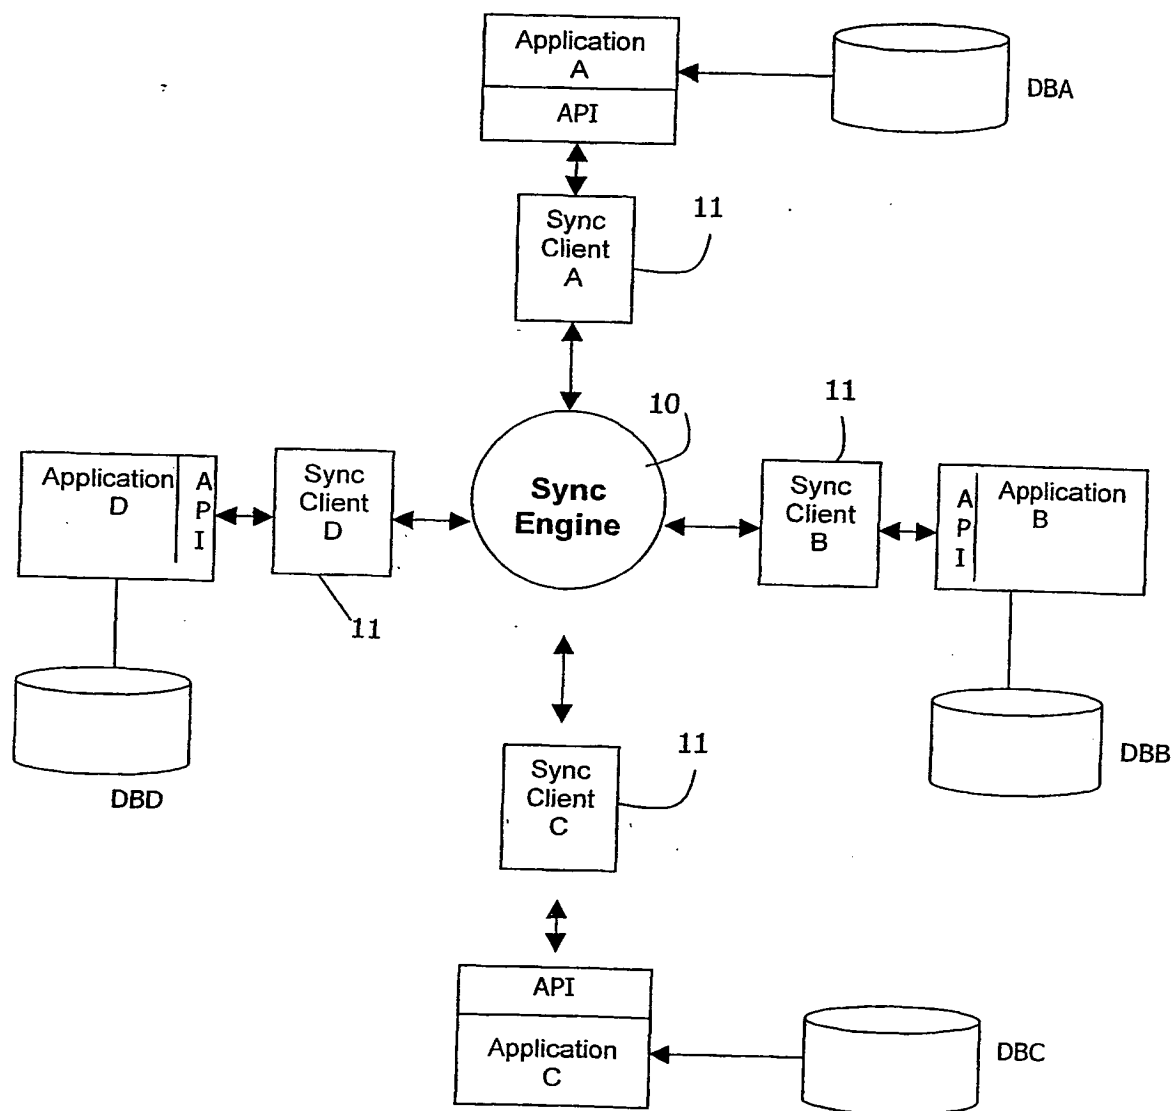 Application
A
API
DBA
Sync
Client
A
11
10
11
Application
D
A
P
I
Sync
Client
D
11
Sync
Engine
Sync
Client
B
A
P
I
Application
B
DBD
DBB
Sync
Client
C
11
API
Application
C
DBC